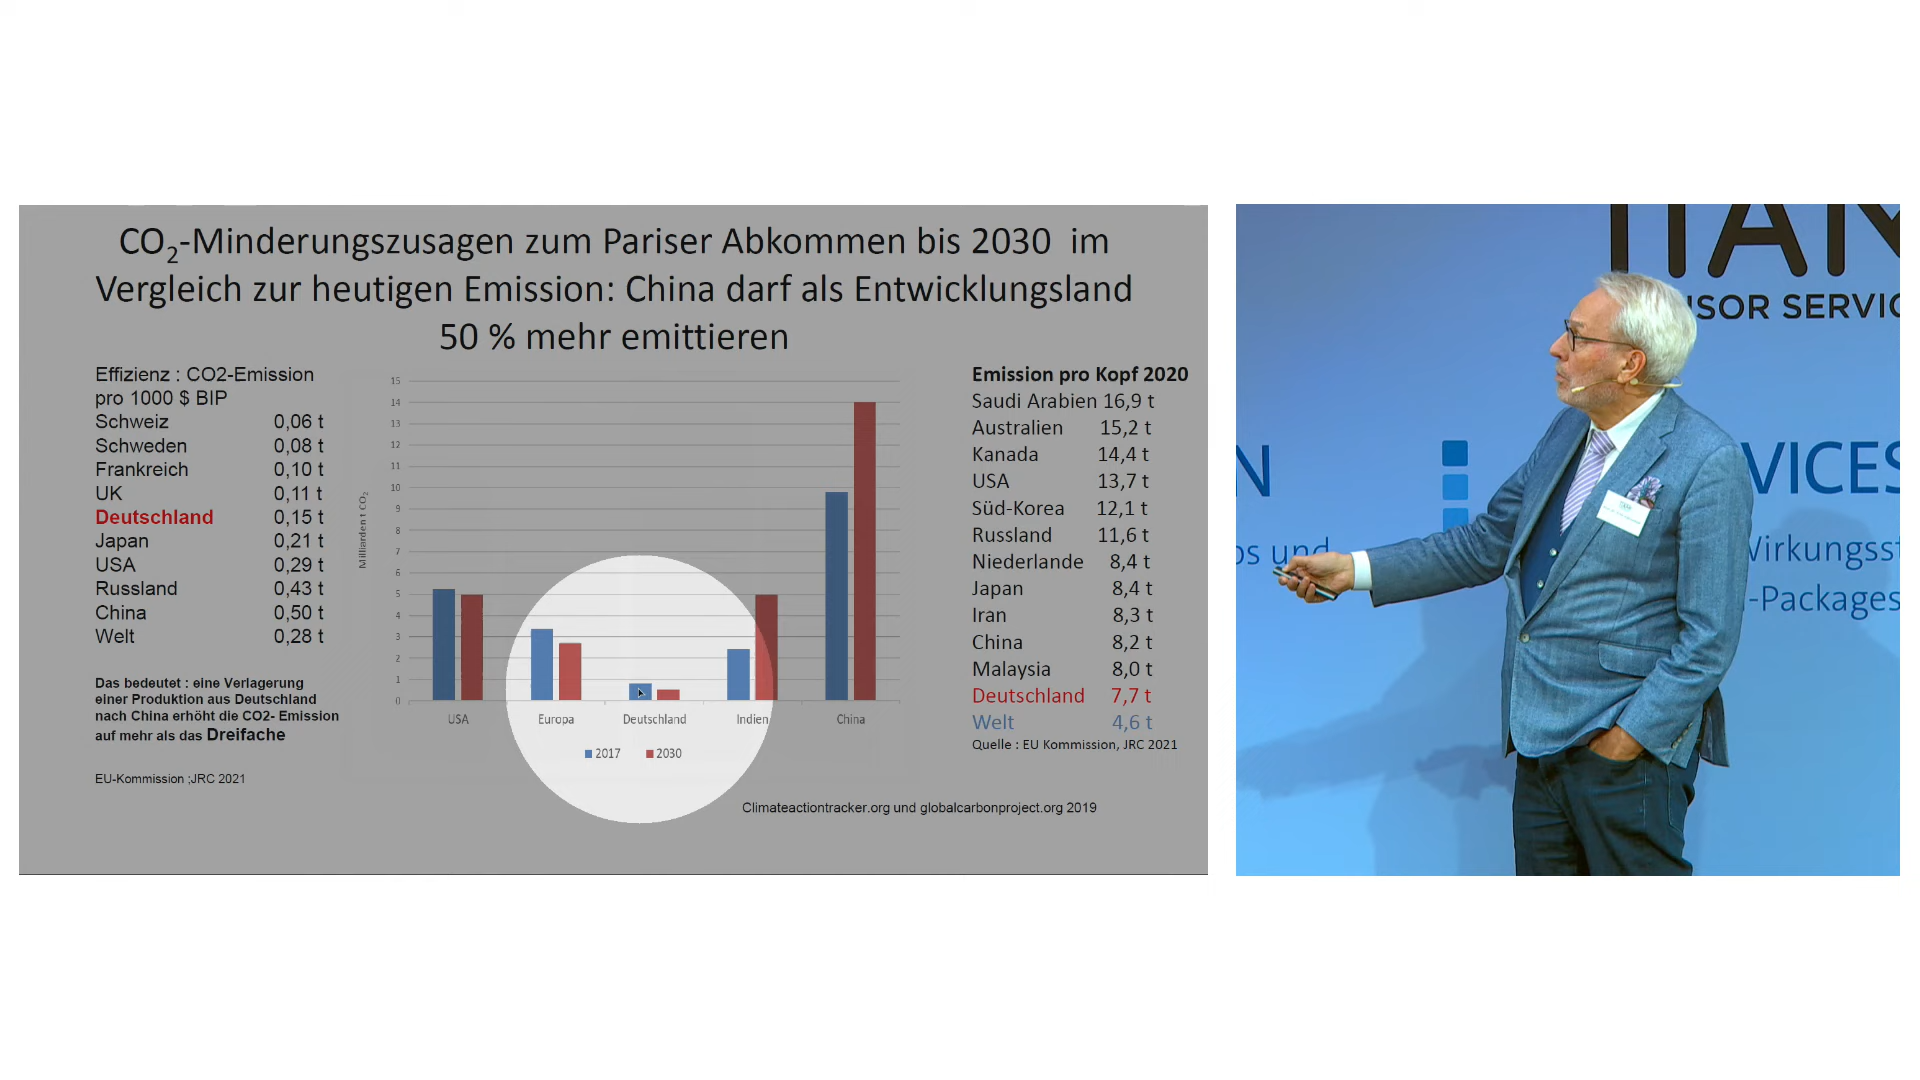 CO2-Minderungszusagen zum Pariser Abkommen bis 2030 im
Vergleich zur heutigen Emission: China darf als Entwicklungsland
50 % mehr emittieren
Effizienz : CO2-Emission
pro 1000 $ BIP
Schweiz 0,06 t
Schweden 0,08 t
Frankreich 0,10 t
UK 0,11 t
Deutschland 0,15 t
Japan 0,21 t
USA 0,29 t
Russland 0,43 t
China 0,50 t
Welt 0,28 t
Das bedeutet : eine Verlagerung
einer Produktion aus Deutschland
nach China erhöht die CO2- Emission
auf mehr als das Dreifache
EU-Kommission ;JRC 2021
Milliarden t CO2
15
14
13
12
11
10
9
8
7
6
5
4
3
2
1
0
USA Europa Deutschland Indien China
2017 2030
Emission pro Kopf 2020
Saudi Arabien 16,9 t
Australien 15,2 t
Kanada 14,4 t
USA 13,7 t
Süd-Korea 12,1 t
Russland 11,6 t
Niederlande 8,4 t
Japan 8,4 t
Iran 8,3 t
China 8,2 t
Malaysia 8,0 t
Deutschland 7,7 t
Welt 4,6 t
Quelle : EU Kommission, JRC 2021
Climateactiontracker.org und globalcarbonproject.org 2019
SOR SERVIC
N
VICES
os und
Wirkungsst
-Packages